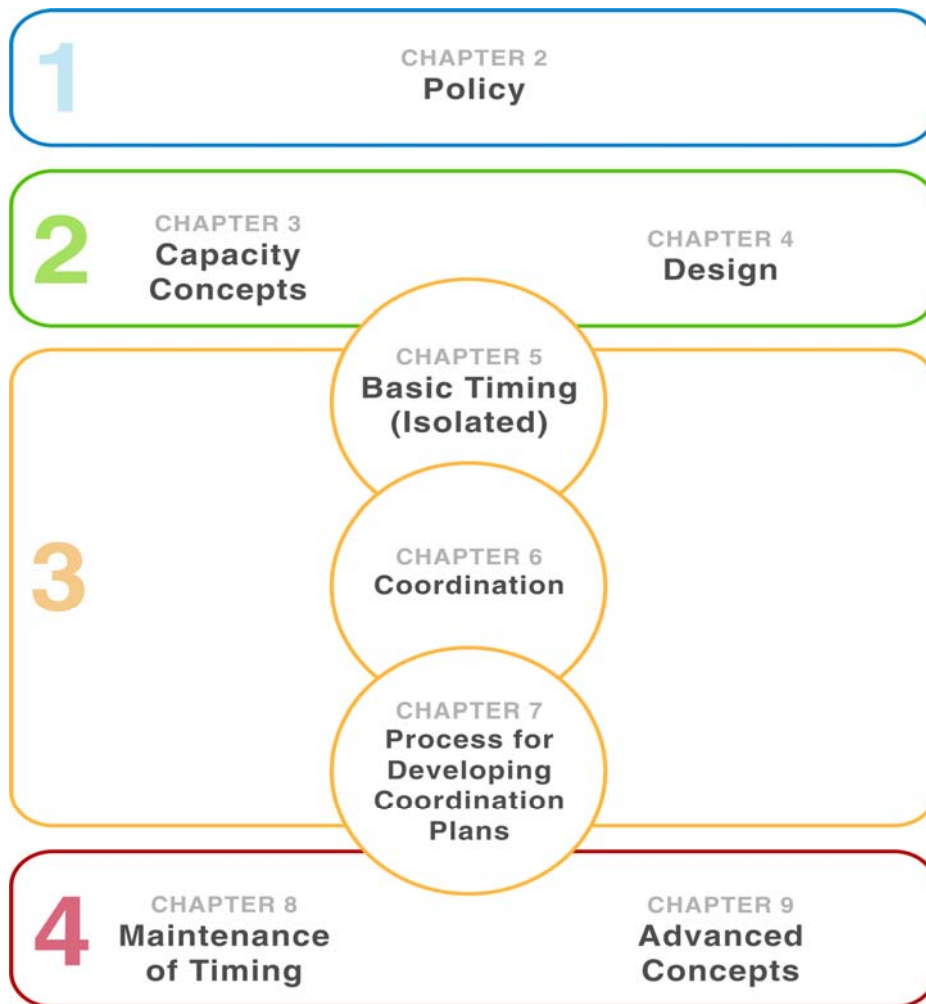 1
CHAPTER 2
Policy
2
CHAPTER 3
Capacity
Concepts
CHAPTER 4
Design
3
CHAPTER 5
Basic Timing
(Isolated)
CHAPTER 6
Coordination
CHAPTER 7
Process for
Developing
Coordination
Plans
4
CHAPTER 8
Maintenance
of Timing
CHAPTER 9
Advanced
Concepts